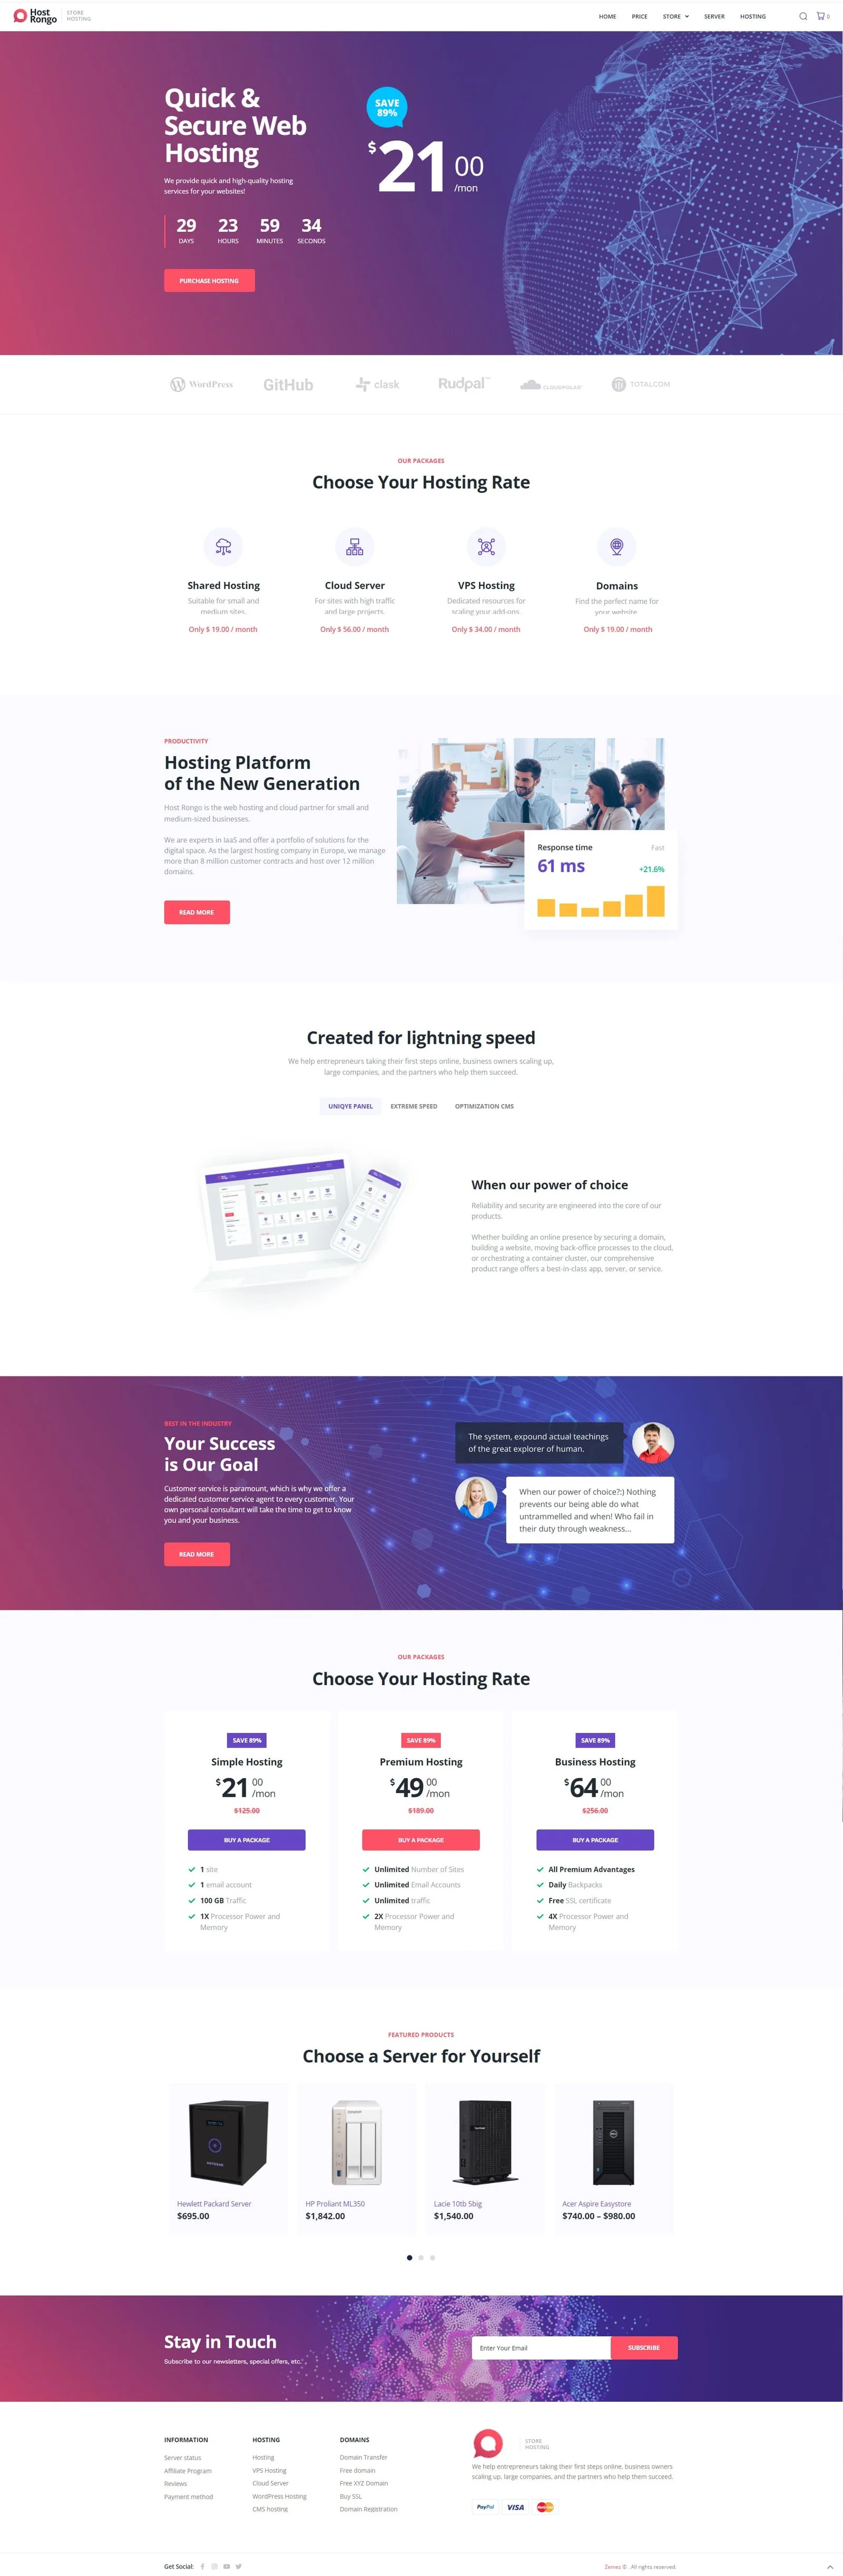 Host
Rongo
STORE
HOSTING
HOME PRICE STORE SERVER HOSTING 0
Quick &
Secure Web
Hosting
We provide quick and high-quality hosting
services for your websites!
29 23 59 34
DAYS HOURS MINUTES SECONDS
PURCHASE HOSTING
SAVE
89%
$21 00
/mon
WordPress GitHub clask Rudpal™ CLOUDPOLAR TOTALCOM
OUR PACKAGES
Choose Your Hosting Rate
Shared Hosting
Suitable for small and
medium sites.
Only $ 19.00 / month
Cloud Server
For sites with high traffic
and large projects.
Only $ 56.00 / month
VPS Hosting
Dedicated resources for
scaling your add-ons.
Only $ 34.00 / month
Domains
Find the perfect name for
your website
Only $ 19.00 / month
PRODUCTIVITY
Hosting Platform
of the New Generation
Host Rongo is the web hosting and cloud partner for small and
medium-sized businesses.
We are experts in IaaS and offer a portfolio of solutions for the
digital space. As the largest hosting company in Europe, we manage
more than 8 million customer contracts and host over 12 million
domains.
READ MORE
Response time Fast
61 ms +21.6%
Created for lightning speed
We help entrepreneurs taking their first steps online, business owners scaling up,
large companies, and the partners who help them succeed.
UNIQYE PANEL EXTREME SPEED OPTIMIZATION CMS
When our power of choice
Reliability and security are engineered into the core of our
products.
Whether building an online presence by securing a domain,
building a website, moving back-office processes to the cloud,
or orchestrating a container cluster, our comprehensive
product range offers a best-in-class app, server, or service.
BEST IN THE INDUSTRY
Your Success
is Our Goal
Customer service is paramount, which is why we offer a
dedicated customer service agent to every customer. Your
own personal consultant will take the time to get to know
you and your business.
READ MORE
The system, expound actual teachings
of the great explorer of human.
When our power of choice?:) Nothing
prevents our being able do what
untrammelled and when! Who fail in
their duty through weakness...
OUR PACKAGES
Choose Your Hosting Rate
SAVE 89%
Simple Hosting
$21 00
/mon
$125.00
BUY A PACKAGE
1 site
1 email account
100 GB Traffic
1X Processor Power and
Memory
SAVE 89%
Premium Hosting
$49 00
/mon
$189.00
BUY A PACKAGE
Unlimited Number of Sites
Unlimited Email Accounts
Unlimited traffic
2X Processor Power and
Memory
SAVE 89%
Business Hosting
$64 00
/mon
$256.00
BUY A PACKAGE
All Premium Advantages
Daily Backpacks
Free SSL certificate
4X Processor Power and
Memory
FEATURED PRODUCTS
Choose a Server for Yourself
Hewlett Packard Server
$695.00
HP Proliant ML350
$1,842.00
Lacie 10tb 5big
$1,540.00
Acer Aspire Easystore
$740.00 – $980.00
Stay in Touch
Subscribe to our newsletters, special offers, etc.
Enter Your Email
SUBSCRIBE
INFORMATION
Server status
Affiliate Program
Reviews
Payment method
HOSTING
Hosting
VPS Hosting
Cloud Server
WordPress Hosting
CMS hosting
DOMAINS
Domain Transfer
Free domain
Free XYZ Domain
Buy SSL
Domain Registration
STORE
HOSTING
We help entrepreneurs taking their first steps online, business owners
scaling up, large companies, and the partners who help them succeed.
PayPal VISA
Get Social:
Zemez © . All rights reserved.